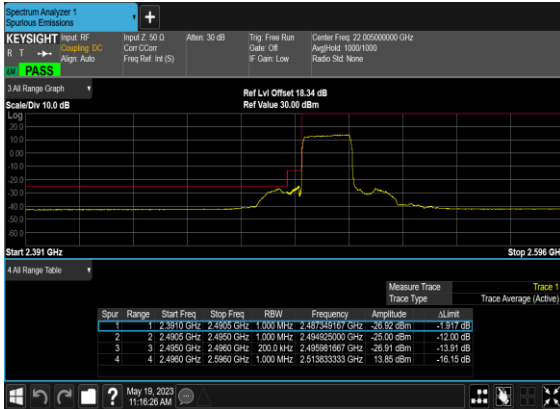 Spectrum Analyzer 1
Spurious Emissions
+
KEYSIGHT Input: RF Input Z: 50 Ω Atten: 30 dB Trig: Free Run Center Freq: 22.005000000 GHz
R T Coupling: DC Corr CCorr Gate: Off Avg|Hold: 1000/1000
Align: Auto Freq Ref: Int (S) IF Gain: Low Radio Std: None
PASS
3 All Range Graph
Ref Lvl Offset 18.34 dB
Scale/Div 10.0 dB Ref Value 30.00 dBm
Log
20.0
10.0
0.00
-10.0
-20.0
-30.0
-40.0
-50.0
-60.0
Start 2.391 GHz Stop 2.596 GHz
4 All Range Table
Measure Trace Trace 1
Trace Type Trace Average (Active)
Spur Range Start Freq Stop Freq RBW Frequency Amplitude ΔLimit
1 1 2.3910 GHz 2.4905 GHz 1.000 MHz 2.487349167 GHz -26.92 dBm -1.917 dB
2 2 2.4905 GHz 2.4950 GHz 1.000 MHz 2.494925000 GHz -25.00 dBm -12.00 dB
3 3 2.4950 GHz 2.4960 GHz 200.0 kHz 2.495981667 GHz -26.91 dBm -13.91 dB
4 4 2.4960 GHz 2.5960 GHz 1.000 MHz 2.513833333 GHz 13.85 dBm -16.15 dB
?
May 19, 2023
11:16:26 AM